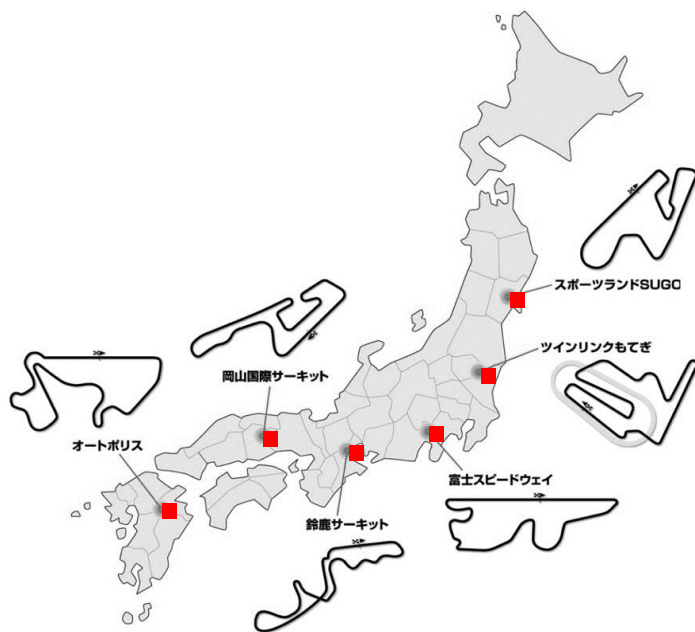 スポーツランドSUGO
ツインリンクもてぎ
岡山国際サーキット
オートポリス
富士スピードウェイ
鈴鹿サーキット